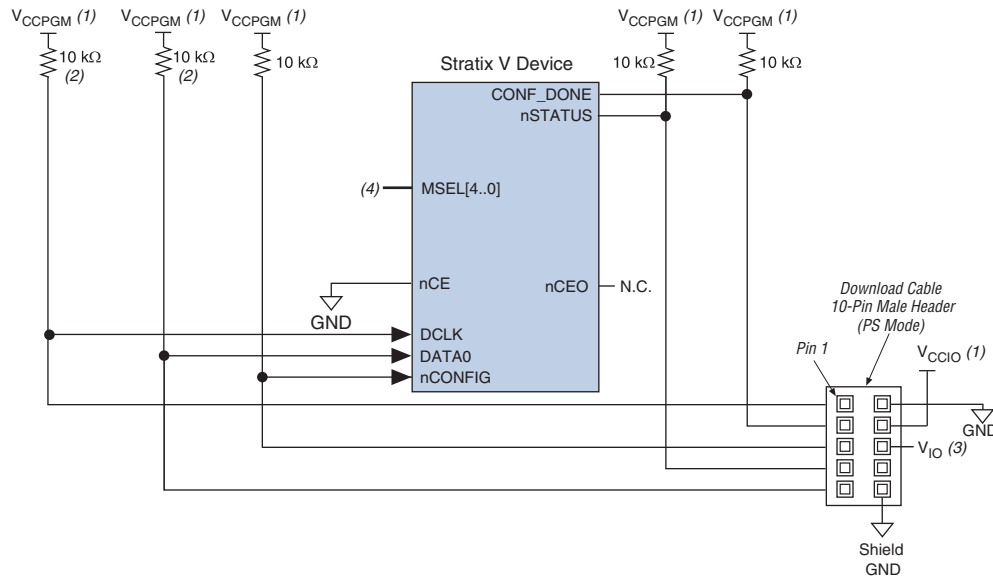 VCCPGM (1) VCCPGM (1) VCCPGM (1) VCCPGM (1) VCCPGM (1)
10 kΩ 10 kΩ 10 kΩ 10 kΩ 10 kΩ
(2) (2)
Stratix V Device
CONF_DONE
nSTATUS
(4) MSEL[4..0]
nCE nCEO N.C.
GND
DCLK
DATA0
nCONFIG
Download Cable
10-Pin Male Header
(PS Mode)
Pin 1 VCCIO (1)
GND
VIO (3)
Shield
GND